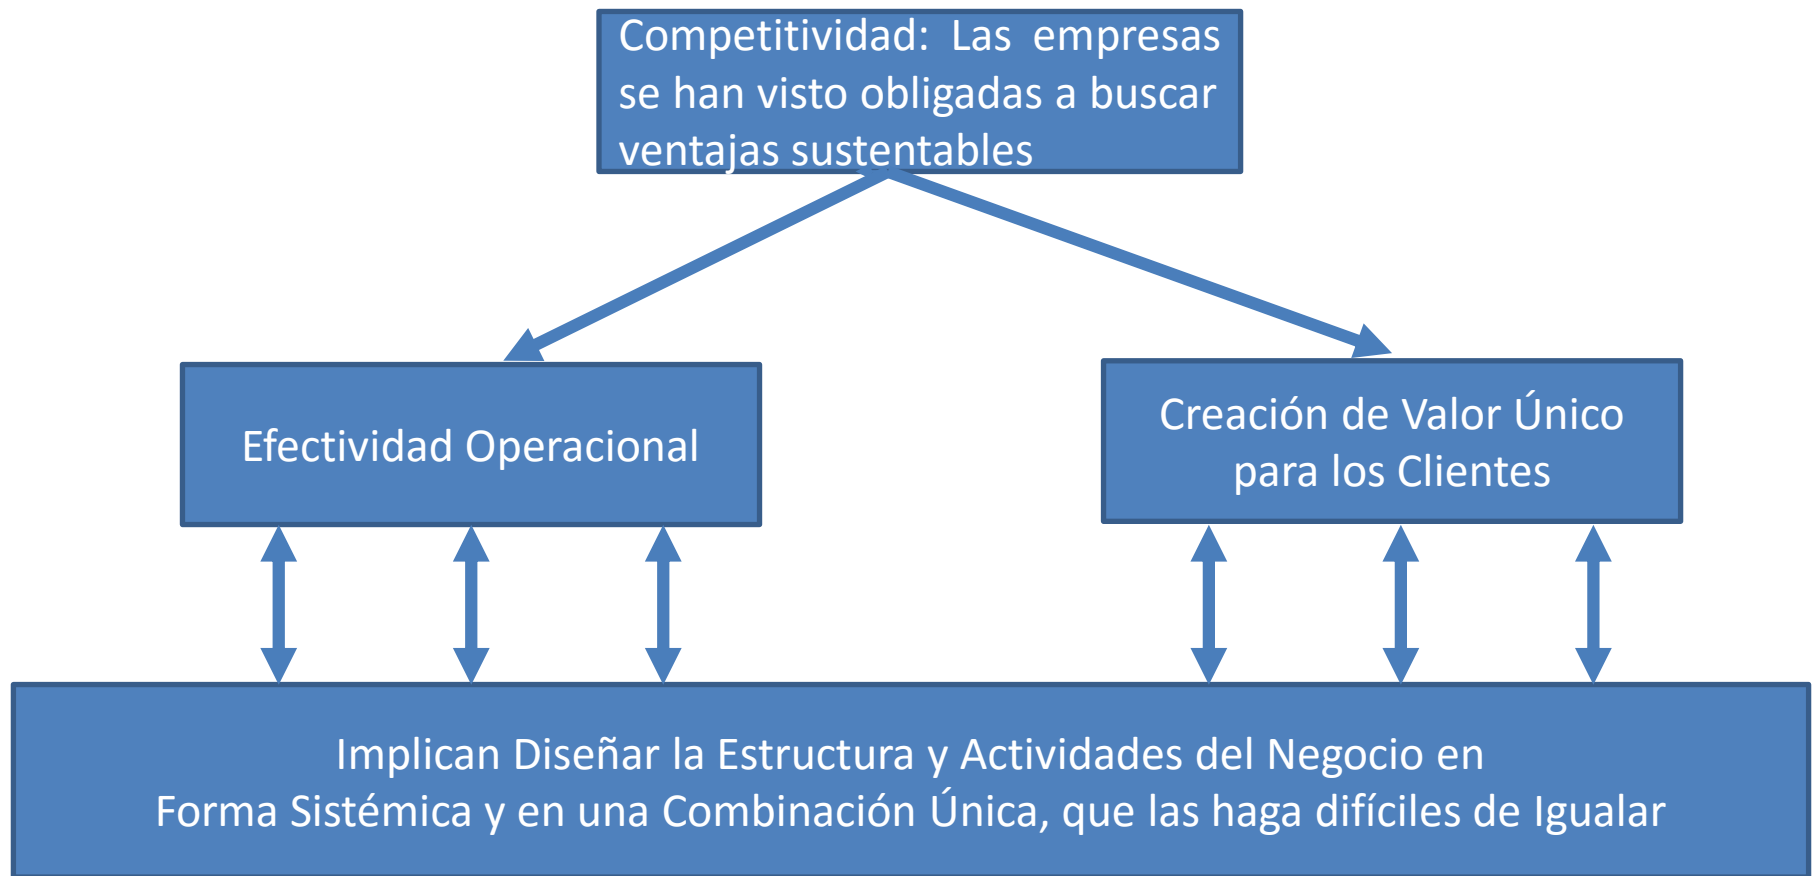 Competitividad: Las empresas
se han visto obligadas a buscar
ventajas sustentables
Efectividad Operacional
Creación de Valor Único
para los Clientes
Implican Diseñar la Estructura y Actividades del Negocio en
Forma Sistémica y en una Combinación Única, que las haga difíciles de Igualar